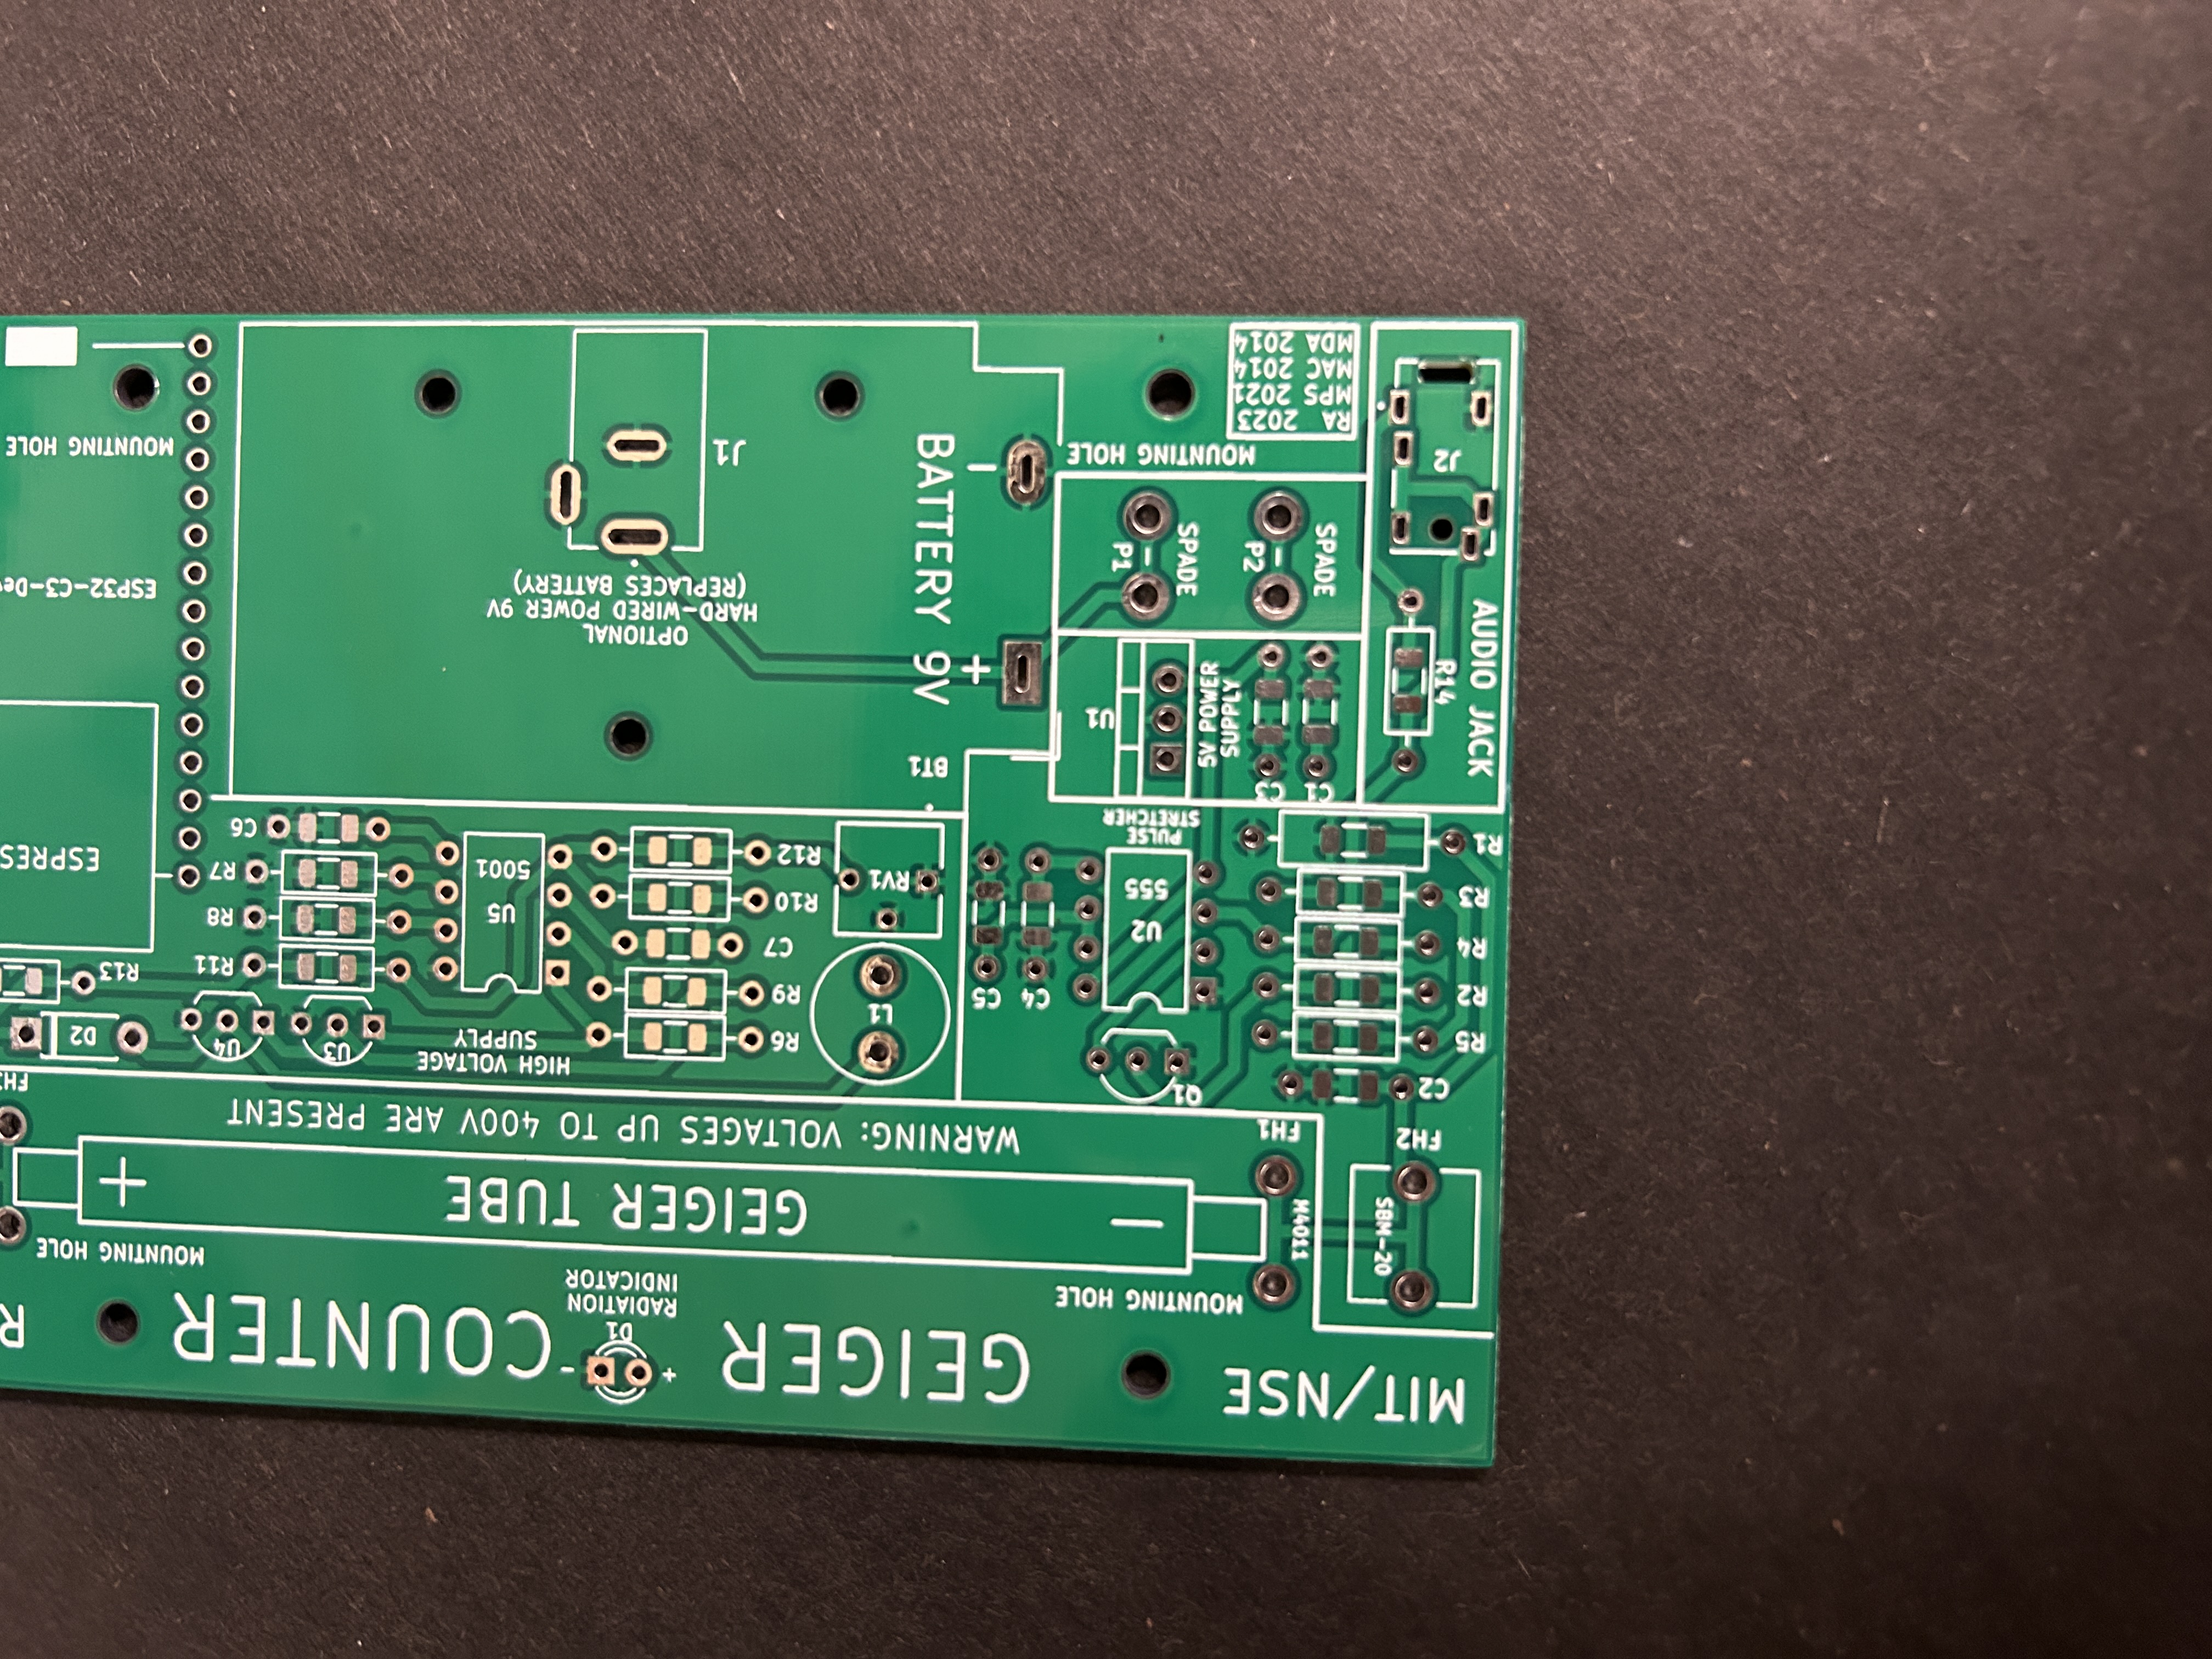 MIT/NSE
GEIGER
COUNTER
R
D1
RADIATION
INDICATOR
-
+
MOUNTING HOLE
MOUNTING HOLE
SBM-20
M4011
FH2
FH1
GEIGER TUBE
-
+
WARNING: VOLTAGES UP TO 400V ARE PRESENT
C2
R5
R2
R4
R3
R1
Q1
U2
555
PULSE
STRETCHER
C4
C5
L1
RV1
R6
R9
C7
R10
R12
HIGH VOLTAGE
SUPPLY
U5
5001
U3
U4
D2
R13
R11
R8
R7
C6
AUDIO JACK
R14
J2
C1
C3
5V POWER
SUPPLY
U1
SPADE
P2
SPADE
P1
BT1
BATTERY 9V
+
-
OPTIONAL
HARD-WIRED POWER 9V
(REPLACES BATTERY)
J1
MOUNTING HOLE
RA 2023
MPS 2021
MAC 2014
MDA 2014
ESPRES
ESP32-C3-De
MOUNTING HOLE